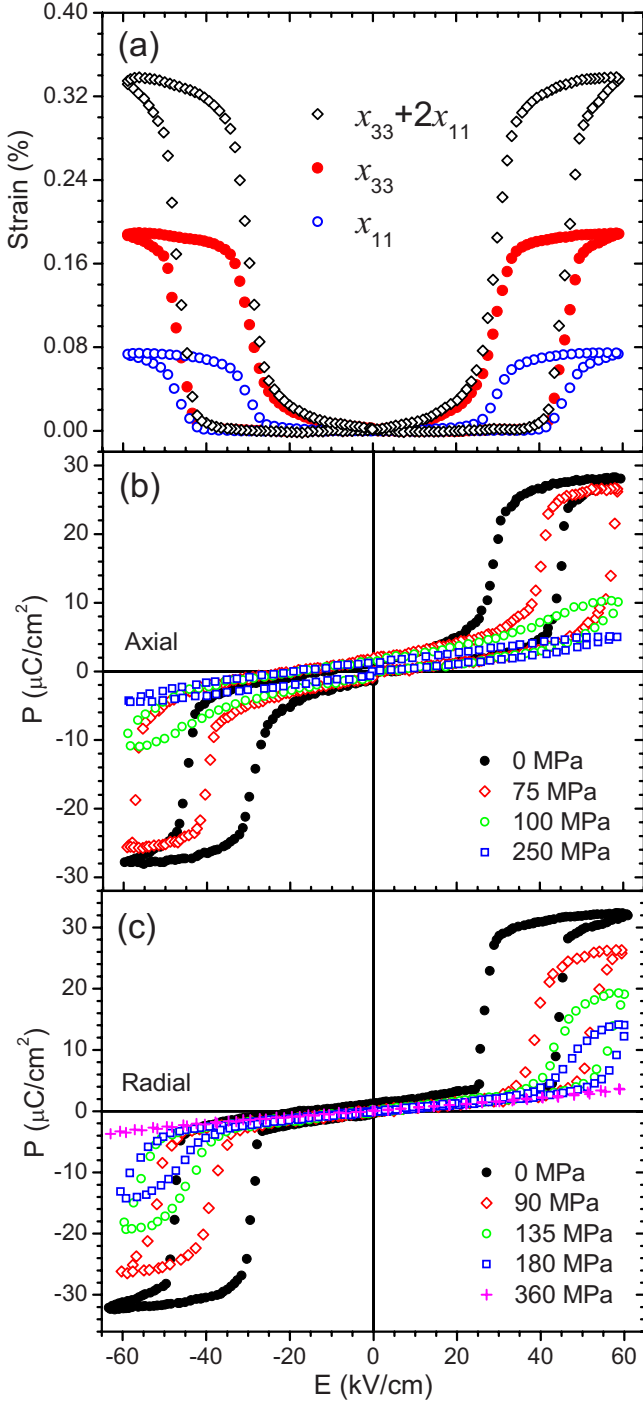 (a)
0.40
0.32
0.24
0.16
0.08
0.00
Strain (%)
x33+2x11
x33
x11
(b)
30
20
10
0
-10
-20
-30
P (μC/cm²)
Axial
0 MPa
75 MPa
100 MPa
250 MPa
(c)
30
20
10
0
-10
-20
-30
P (μC/cm²)
Radial
0 MPa
90 MPa
135 MPa
180 MPa
360 MPa
-60 -40 -20 0 20 40 60
E (kV/cm)